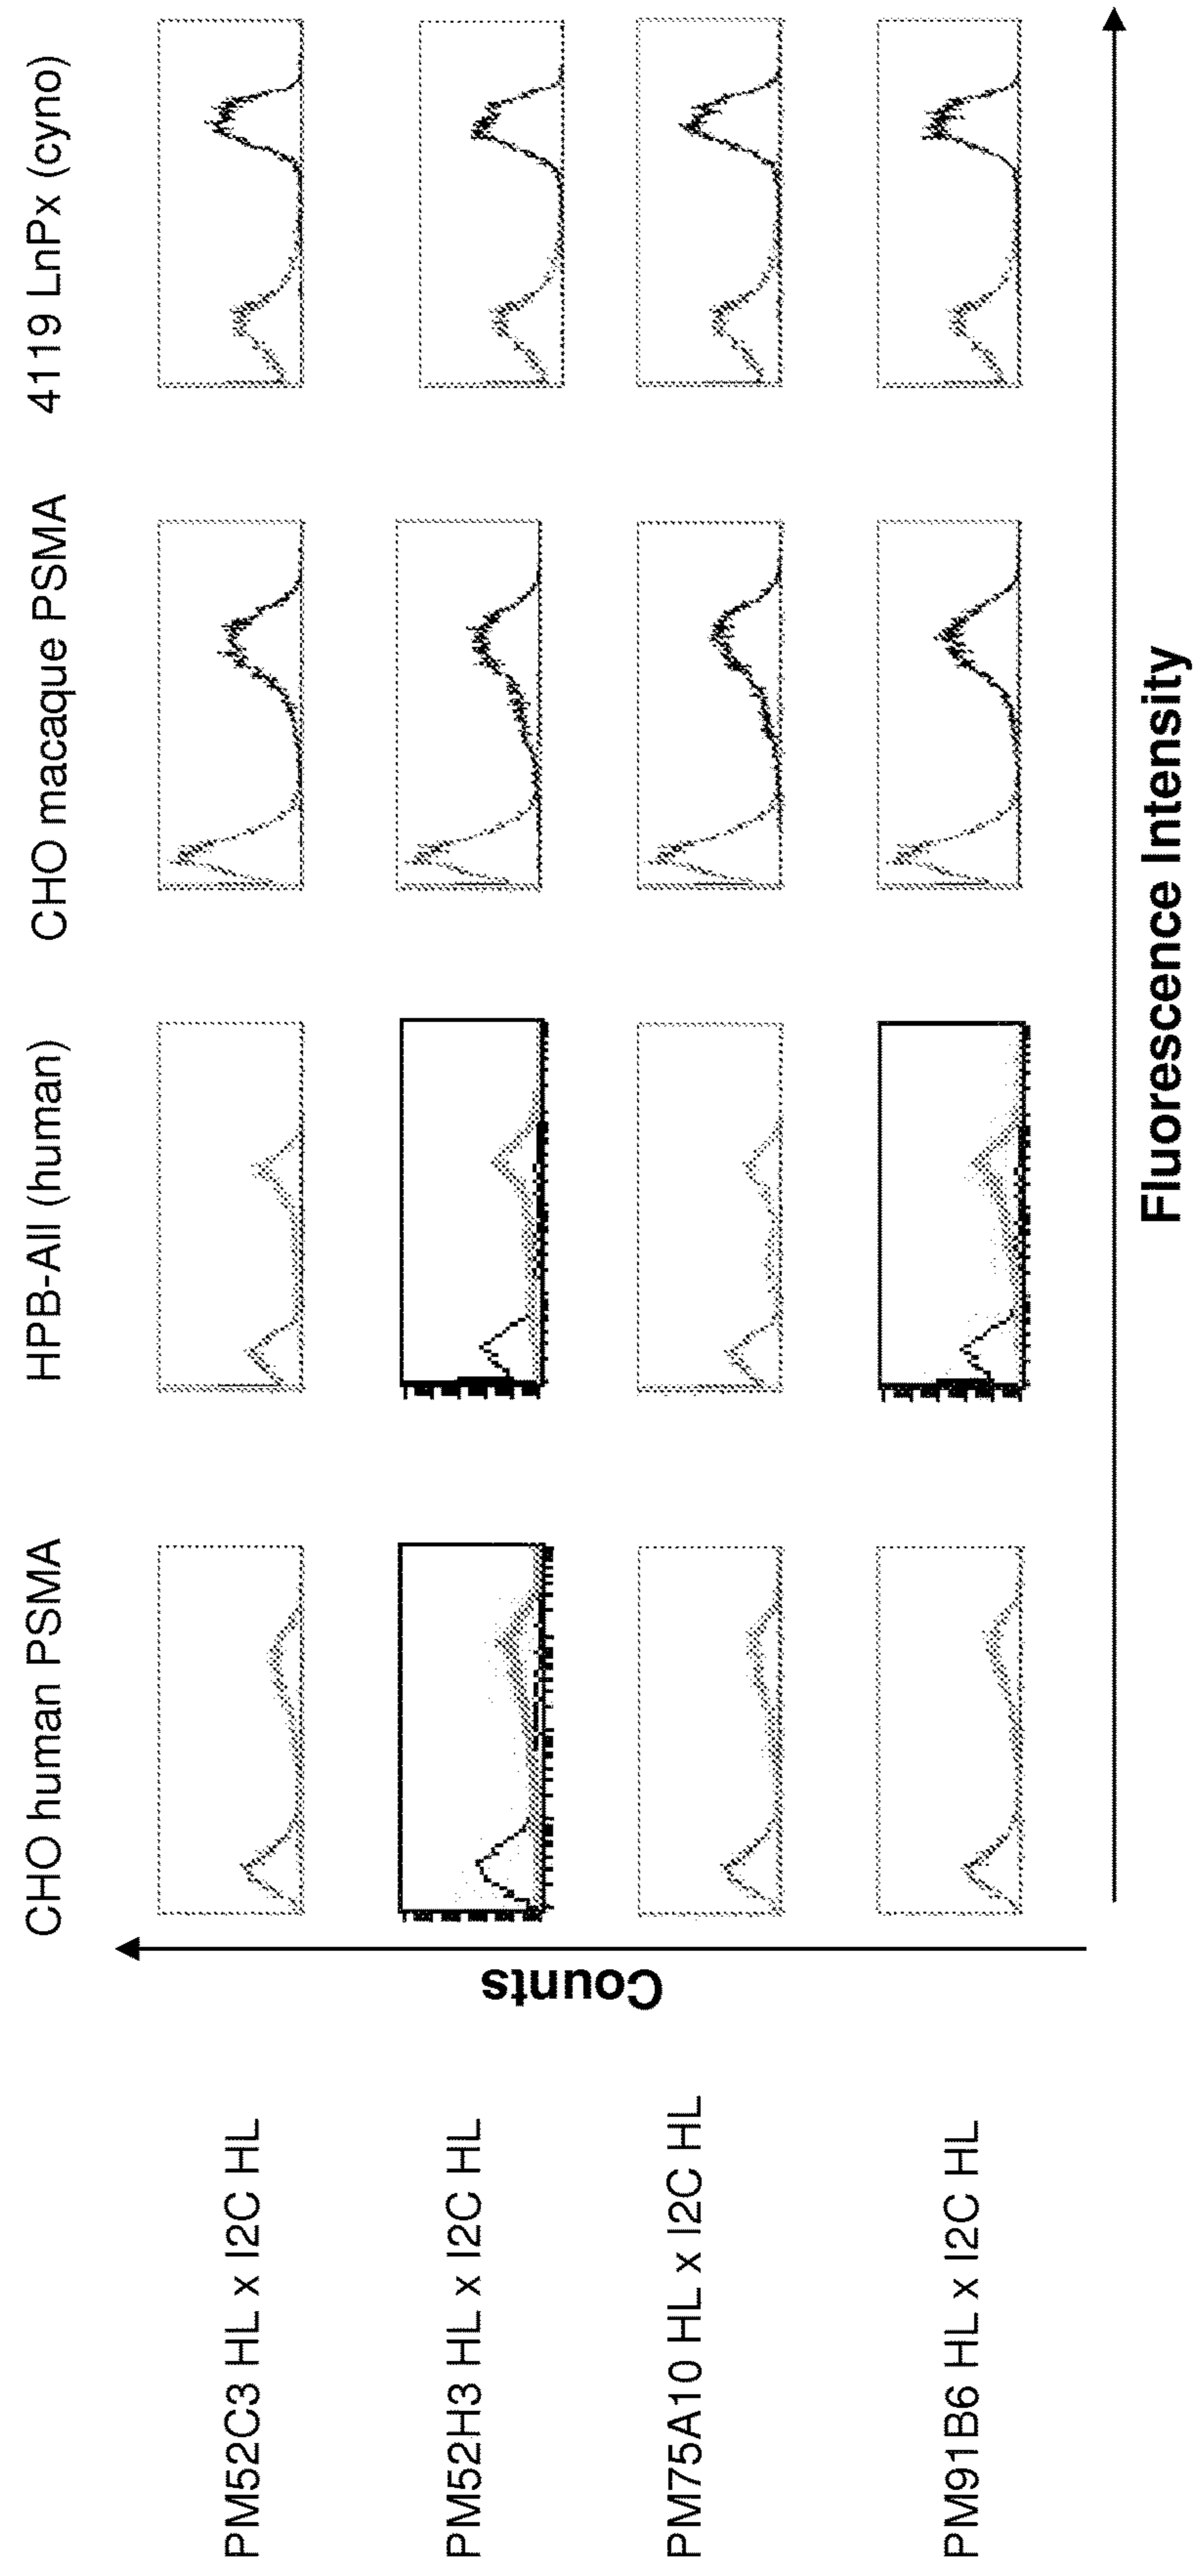 CHO human PSMA
HPB-All (human)
CHO macaque PSMA
4119 LnPx (cyno)
PM52C3 HL x I2C HL
PM52H3 HL x I2C HL
PM75A10 HL x I2C HL
PM91B6 HL x I2C HL
Counts
Fluorescence Intensity